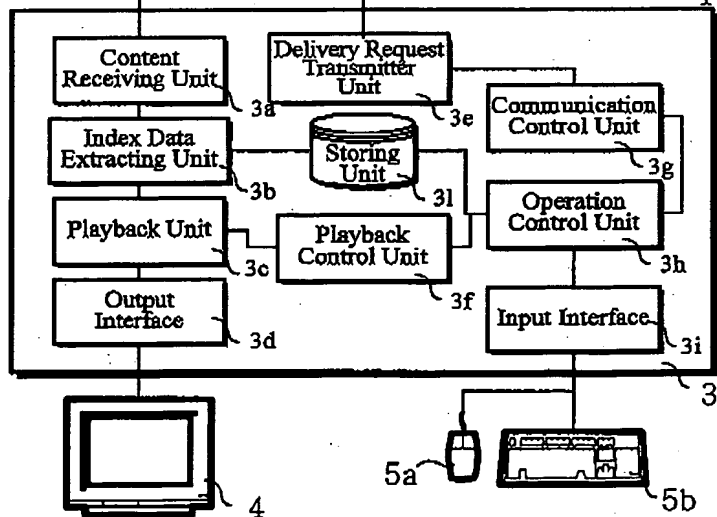 Content
Receiving Unit
3a
Delivery Request
Transmitter
Unit
3e
Communication
Control Unit
3g
Index Data
Extracting Unit
3b
Storing
Unit
3l
Operation
Control Unit
3h
Playback Unit
3c
Playback
Control Unit
3f
Output
Interface
3d
Input Interface
3i
3
4
5a
5b